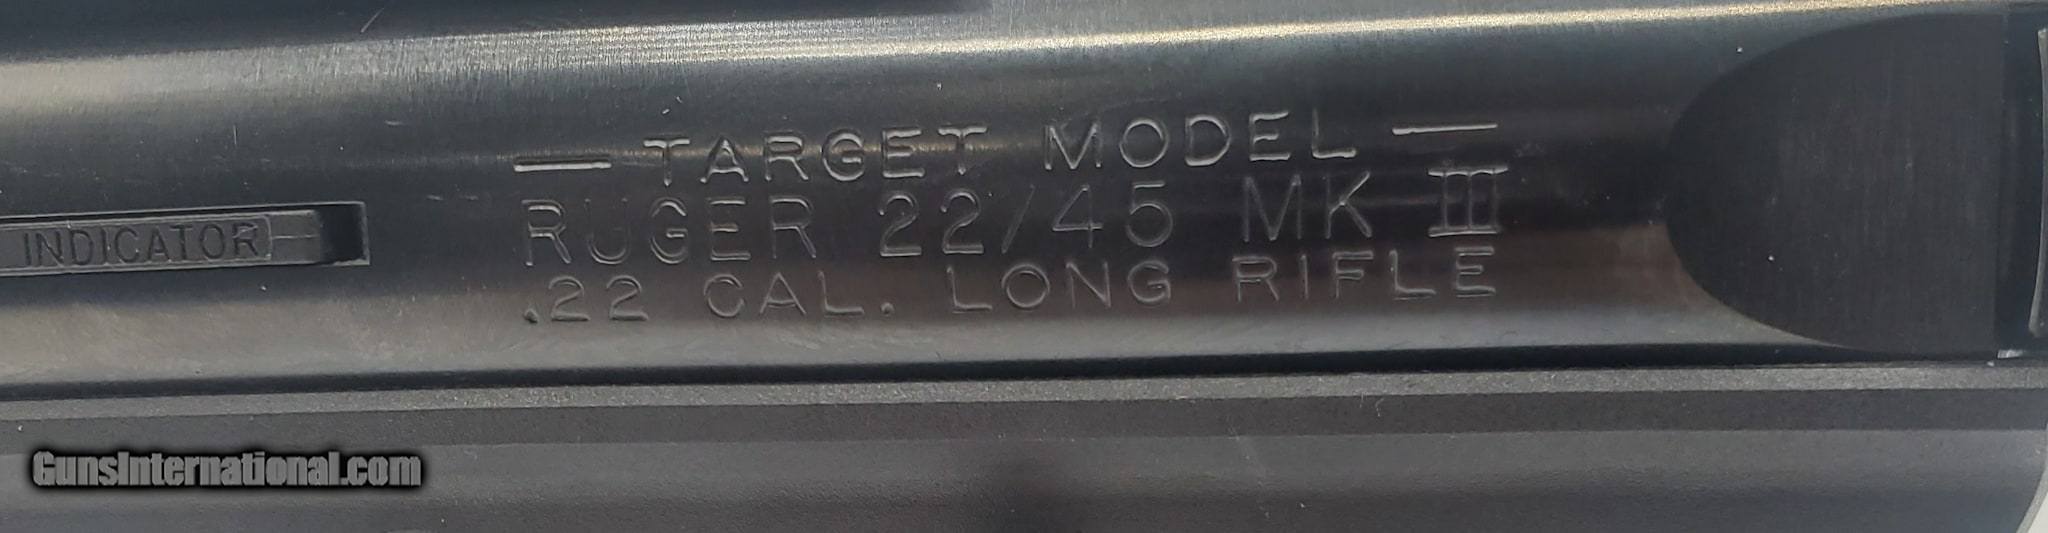 — TARGET MODEL —
RUGER 22/45 MK III
.22 CAL. LONG RIFLE
INDICATOR
GunsInternational.com